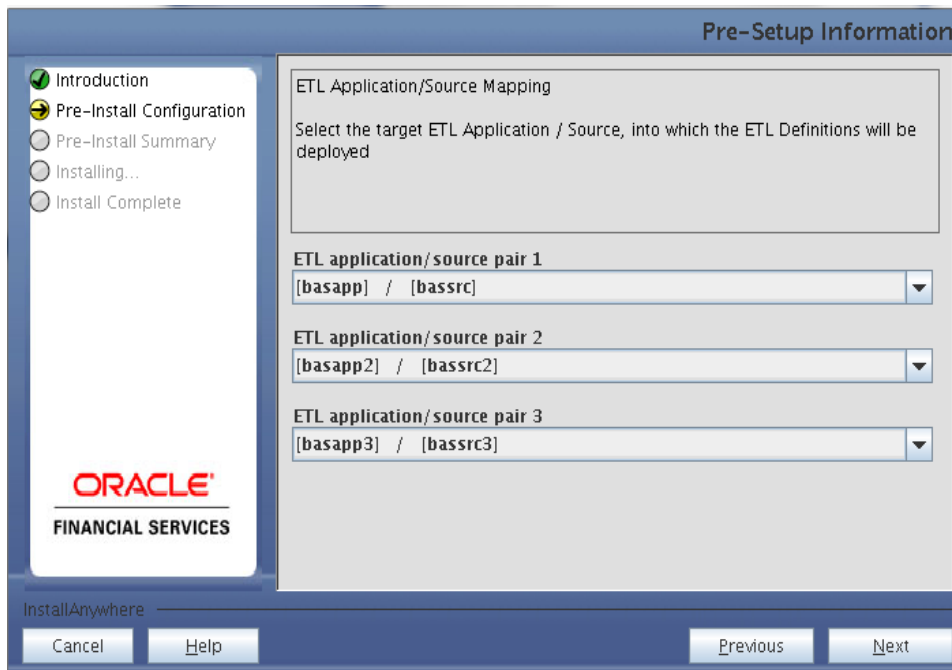 Pre-Setup Information
Introduction
Pre-Install Configuration
Pre-Install Summary
Installing...
Install Complete
ORACLE
FINANCIAL SERVICES
ETL Application/Source Mapping
Select the target ETL Application / Source, into which the ETL Definitions will be
deployed
ETL application/source pair 1
[basapp] / [bassrc]
ETL application/source pair 2
[basapp2] / [bassrc2]
ETL application/source pair 3
[basapp3] / [bassrc3]
InstallAnywhere
Cancel
Help
Previous
Next